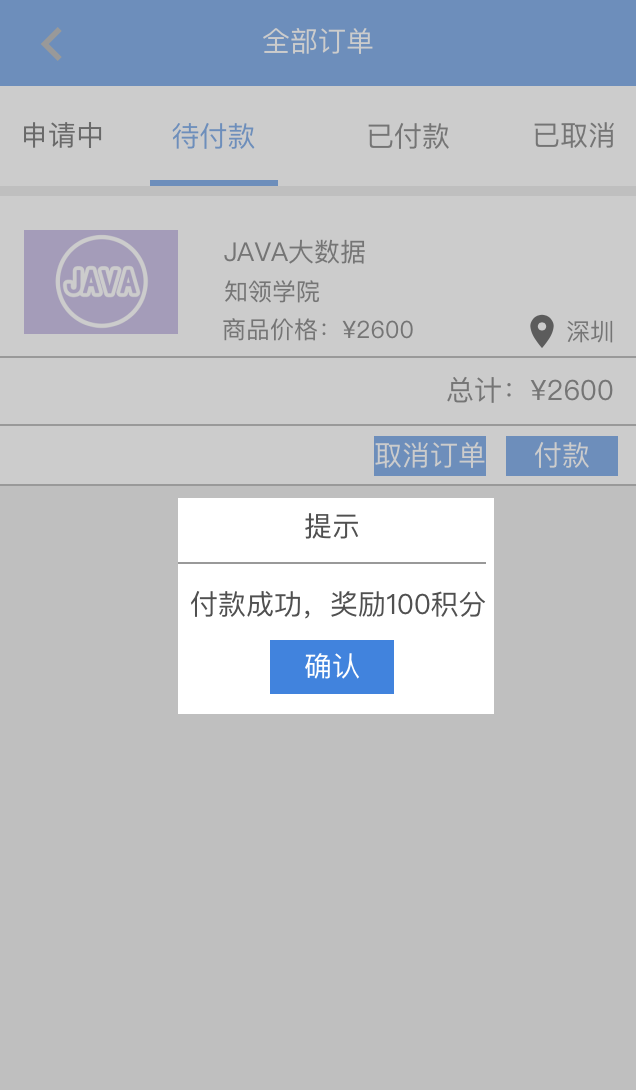 全部订单
申请中 待付款 已付款 已取消
JAVA
JAVA大数据
知领学院
商品价格：¥2600 深圳
总计：¥2600
取消订单 付款
提示
付款成功，奖励100积分
确认